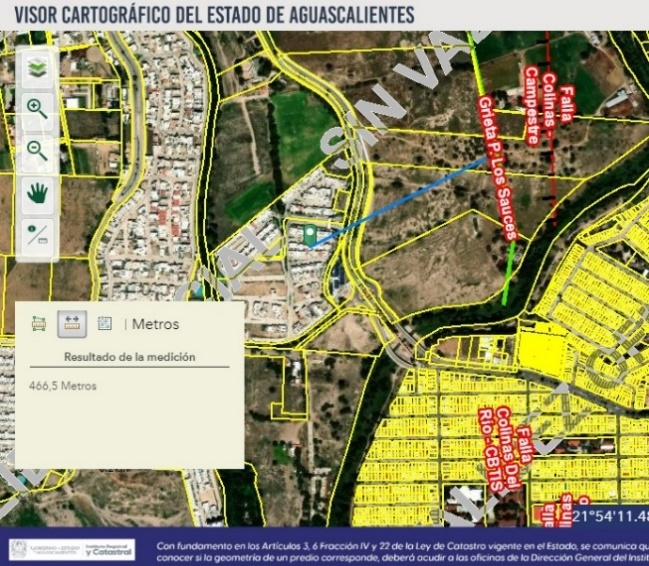 VISOR CARTOGRÁFICO DEL ESTADO DE AGUASCALIENTES
SIN VAL
Falla
Colinas -
Campestre
Grieta P. Los Sauces
CIAL
| Metros
Resultado de la medición
466,5 Metros
Falla
Colinas Del
Río - CBTIS
21°54'11.48
y Catastral
Con fundamento en los Artículos 3, 6 Fracción IV y 22 de la Ley de Catastro vigente en el Estado, se comunica qu
conocer si la geometría de un predio corresponde, deberá acudir a las oficinas de la Dirección General del Instit